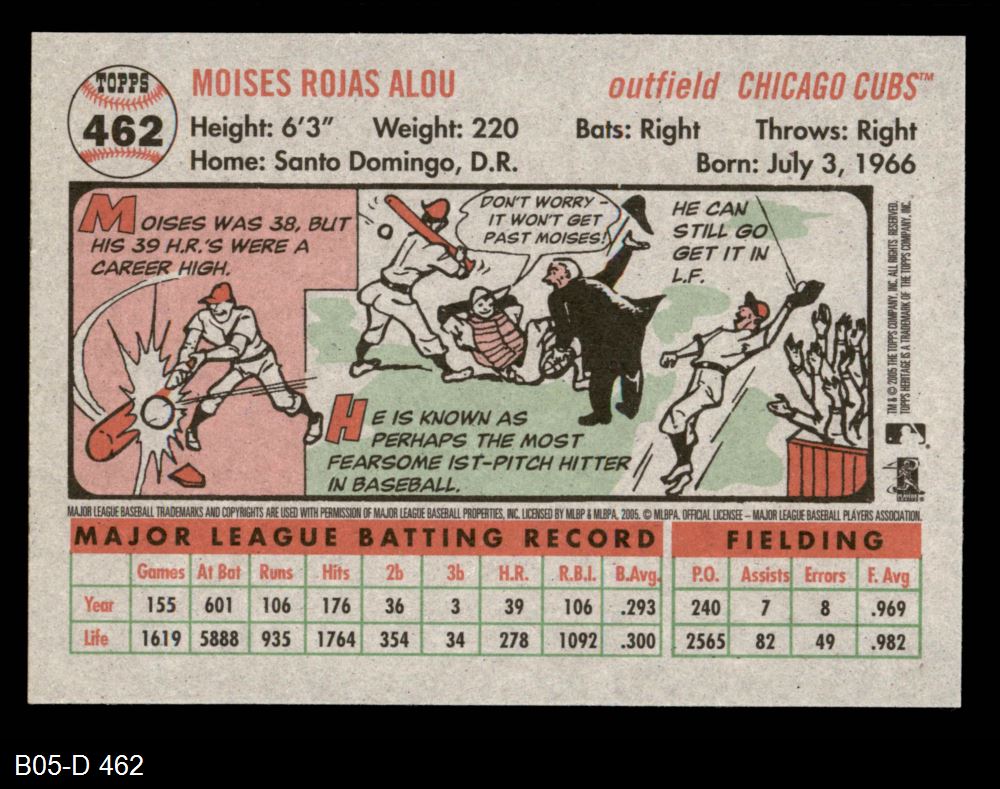 TOPPS
462
MOISES ROJAS ALOU outfield CHICAGO CUBS™
Height: 6'3" Weight: 220 Bats: Right Throws: Right
Home: Santo Domingo, D.R. Born: July 3, 1966
MOISES WAS 38, BUT
HIS 39 H.R.'S WERE A
CAREER HIGH.
DON'T WORRY –
IT WON'T GET
PAST MOISES!
HE IS KNOWN AS
PERHAPS THE MOST
FEARSOME 1ST-PITCH HITTER
IN BASEBALL.
HE CAN
STILL GO
GET IT IN
L.F.
TM & © 2005 THE TOPPS COMPANY, INC. ALL RIGHTS RESERVED.
TOPPS HERITAGE IS A TRADEMARK OF THE TOPPS COMPANY, INC.
MAJOR LEAGUE BASEBALL TRADEMARKS AND COPYRIGHTS ARE USED WITH PERMISSION OF MAJOR LEAGUE BASEBALL PROPERTIES, INC. LICENSED BY MLBP & MLBPA, 2005. © MLBPA. OFFICIAL LICENSEE – MAJOR LEAGUE BASEBALL PLAYERS ASSOCIATION.
MAJOR LEAGUE BATTING RECORD FIELDING
Games At Bat Runs Hits 2b 3b H.R. R.B.I. B.Avg. P.O. Assists Errors F. Avg
Year 155 601 106 176 36 3 39 106 .293 240 7 8 .969
Life 1619 5888 935 1764 354 34 278 1092 .300 2565 82 49 .982
B05-D 462